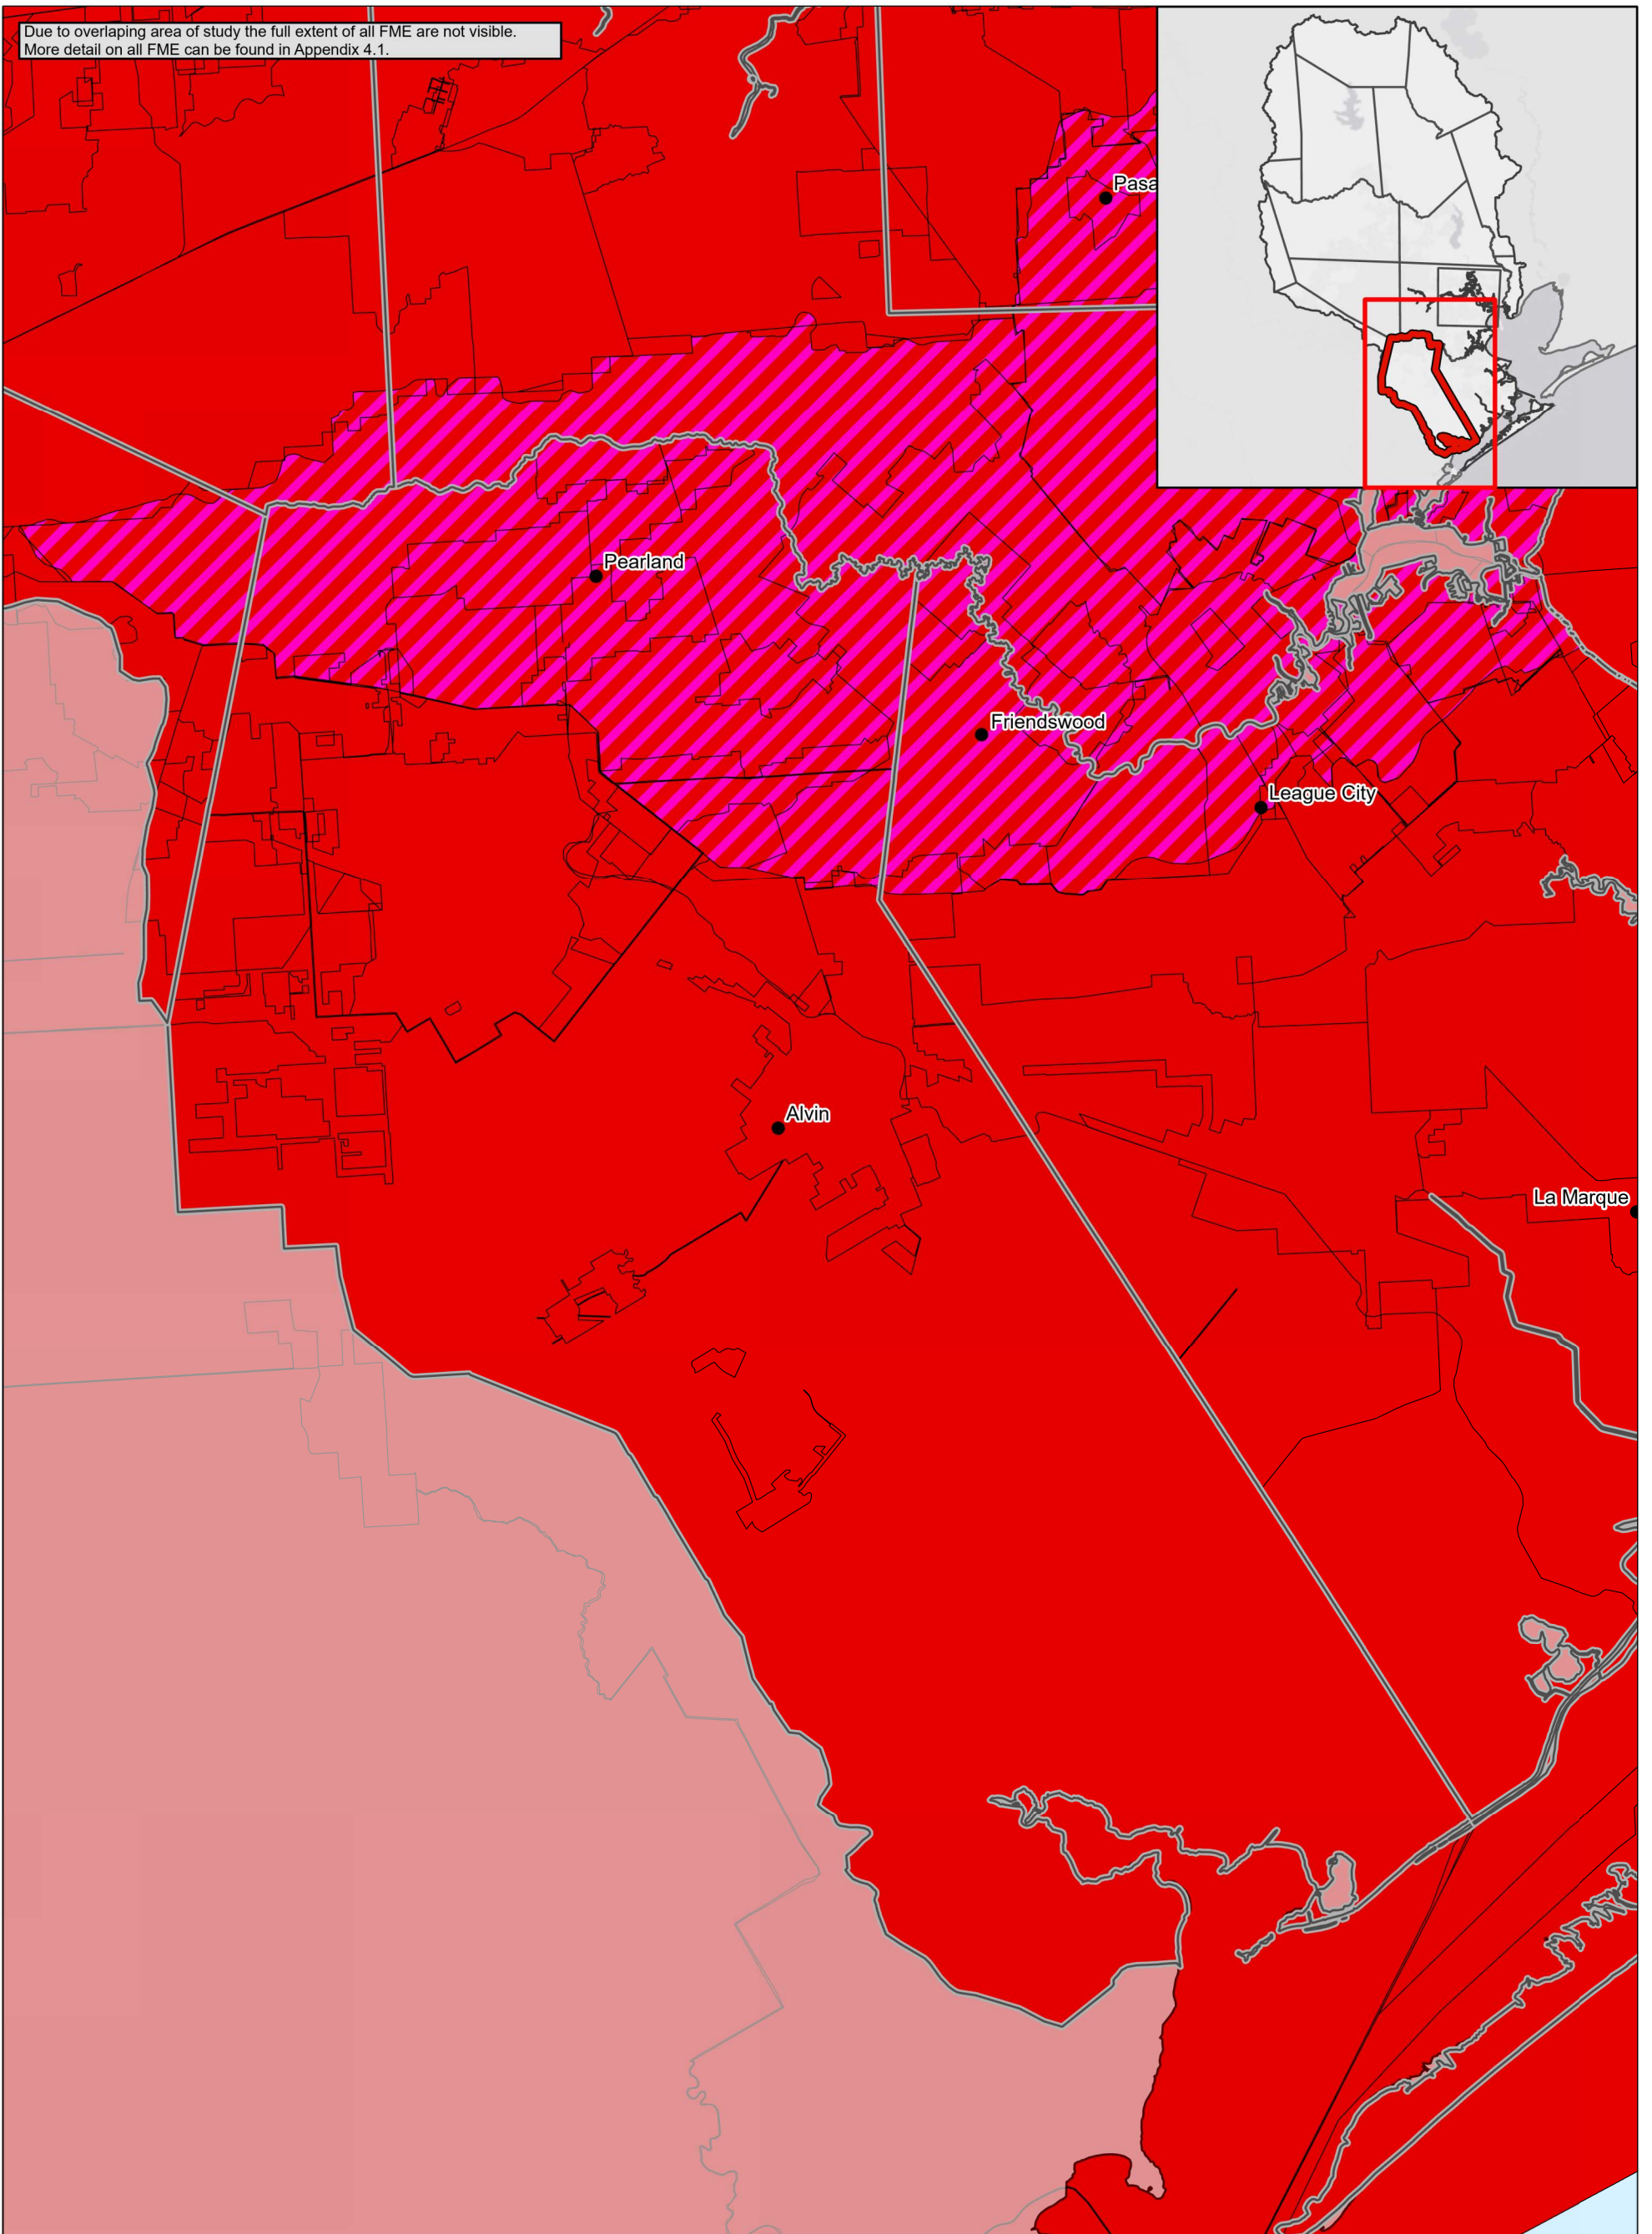 Due to overlaping area of study the full extent of all FME are not visible.
More detail on all FME can be found in Appendix 4.1.
Pasa
Pearland
Friendswood
League City
Alvin
La Marque